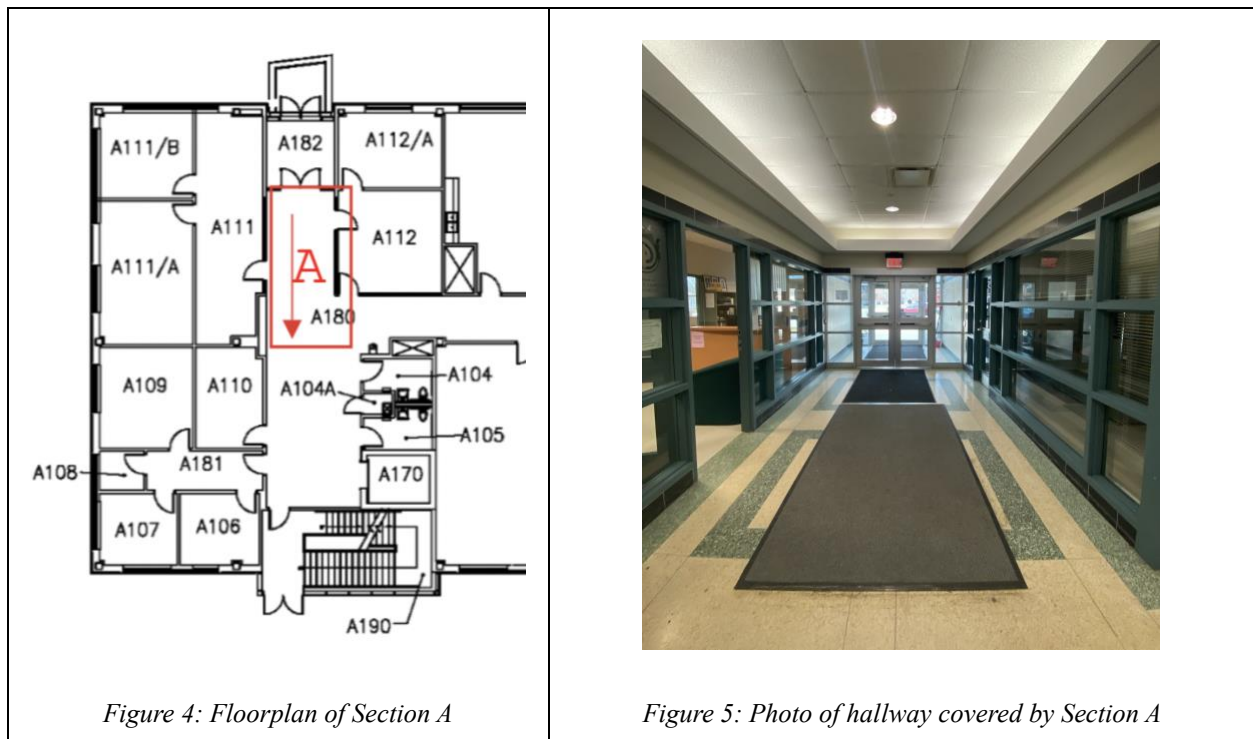 A182
A112/A
A111/B
A111
A112
A111/A
A
A180
A109
A110
A104A
A104
A105
A108
A181
A170
A107
A106
A190
Figure 4: Floorplan of Section A
Figure 5: Photo of hallway covered by Section A